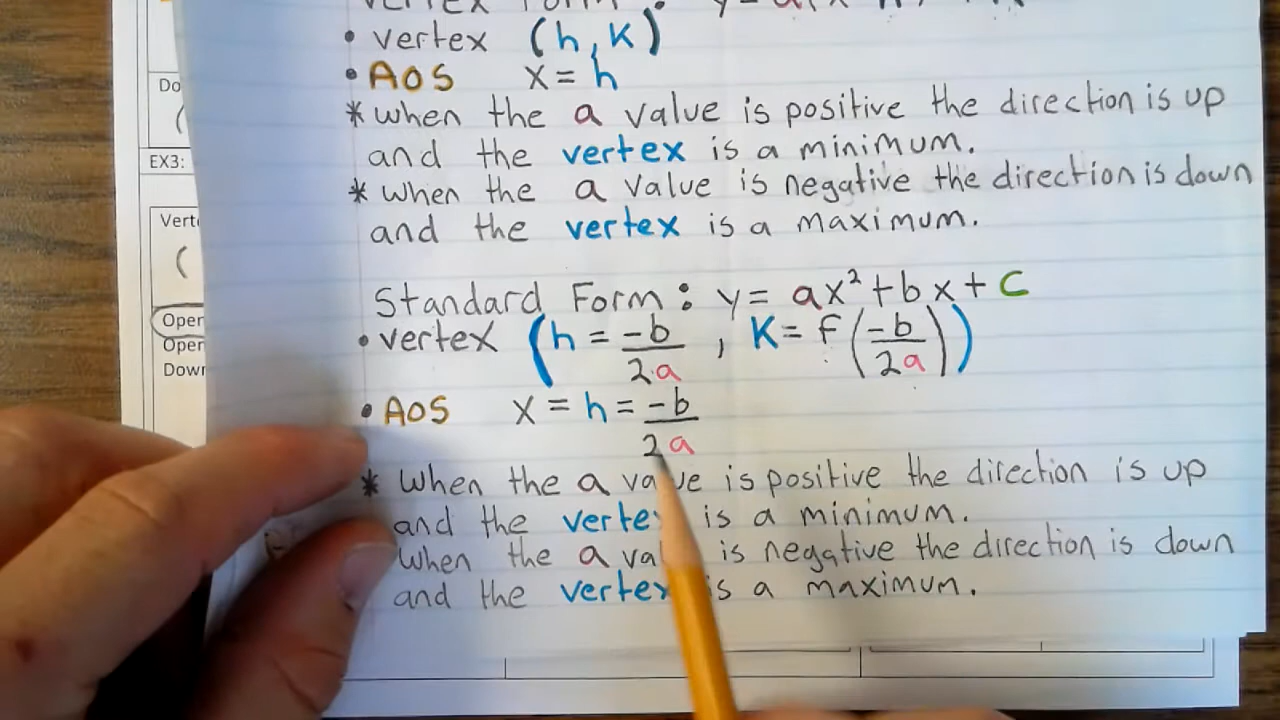 • vertex (h, k)
• AOS x = h
* when the a value is positive the direction is up
and the vertex is a minimum.
* when the a value is negative the direction is down
and the vertex is a maximum.
Standard Form: y = ax² + bx + c
• vertex (h = -b/2a, K = f(-b/2a))
• AOS x = h = -b/2a
* When the a value is positive the direction is up
and the vertex is a minimum.
When the a val is negative the direction is down
and the vertex is a maximum.
Do
(
EX3:
Vert
(
Oper
Oper
Down